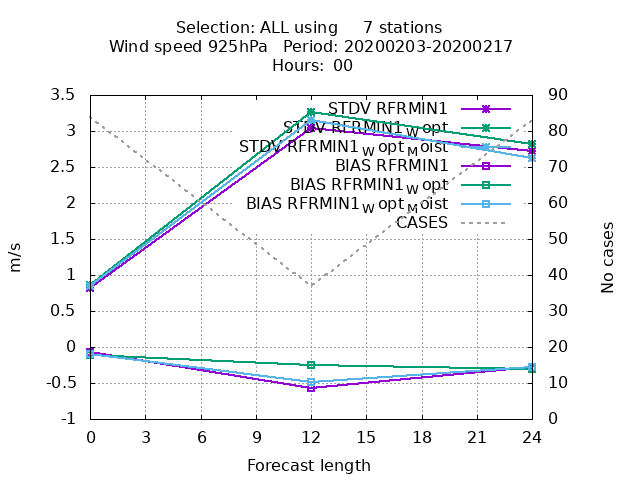 Selection: ALL using 7 stations
Wind speed 925hPa Period: 20200203-20200217
Hours: 00
3.5
3
2.5
2
1.5
1
0.5
0
-0.5
-1
m/s
STDV RFRMIN1
STDV RFRMIN1_W opt
STDV RFRMIN1_W opt_M oist
BIAS RFRMIN1
BIAS RFRMIN1_W opt
BIAS RFRMIN1_W opt_M oist
CASES
90
80
70
60
50
40
30
20
10
0
No cases
0 3 6 9 12 15 18 21 24
Forecast length